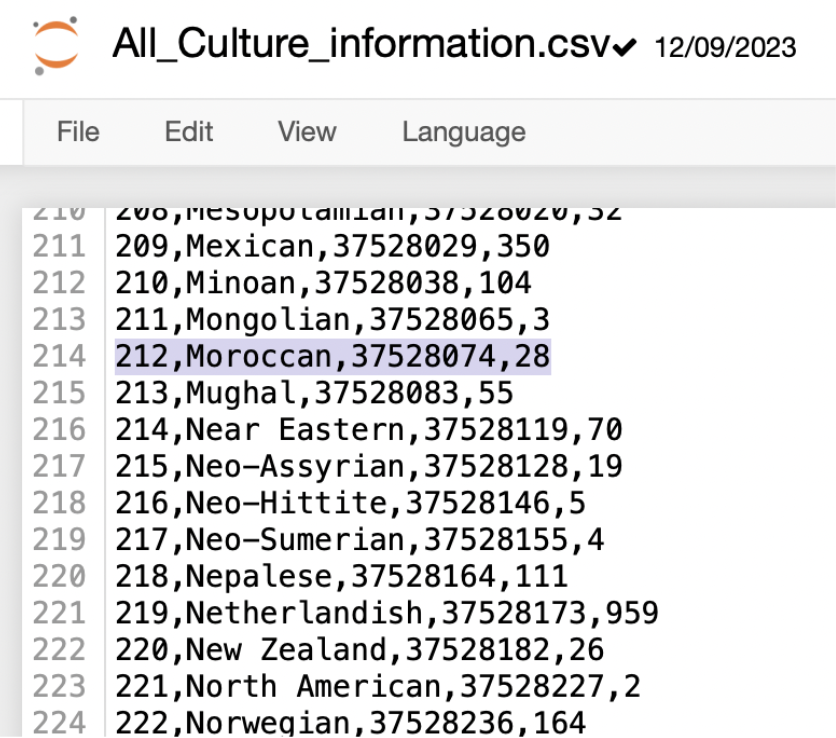 All_Culture_information.csv✔ 12/09/2023
File Edit View Language
210 208,Mesopotamian,37528020,32
211 209,Mexican,37528029,350
212 210,Minoan,37528038,104
213 211,Mongolian,37528065,3
214 212,Moroccan,37528074,28
215 213,Mughal,37528083,55
216 214,Near Eastern,37528119,70
217 215,Neo-Assyrian,37528128,19
218 216,Neo-Hittite,37528146,5
219 217,Neo-Sumerian,37528155,4
220 218,Nepalese,37528164,111
221 219,Netherlandish,37528173,959
222 220,New Zealand,37528182,26
223 221,North American,37528227,2
224 222,Norwegian,37528236,164